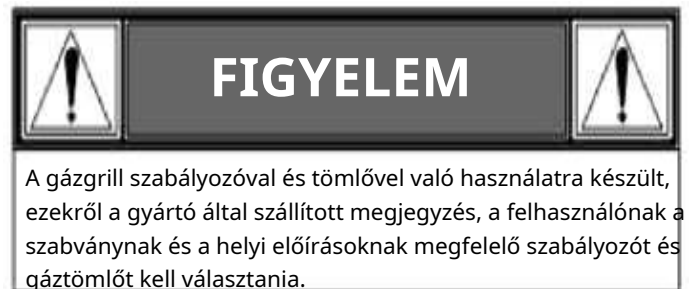 FIGYELEM
A gázgrill szabályozóval és tömlővel való használatra készült,
ezekről a gyártó által szállított megjegyzés, a felhasználónak a
szabványnak és a helyi előírásoknak megfelelő szabályozót és
gáztömlőt kell választania.